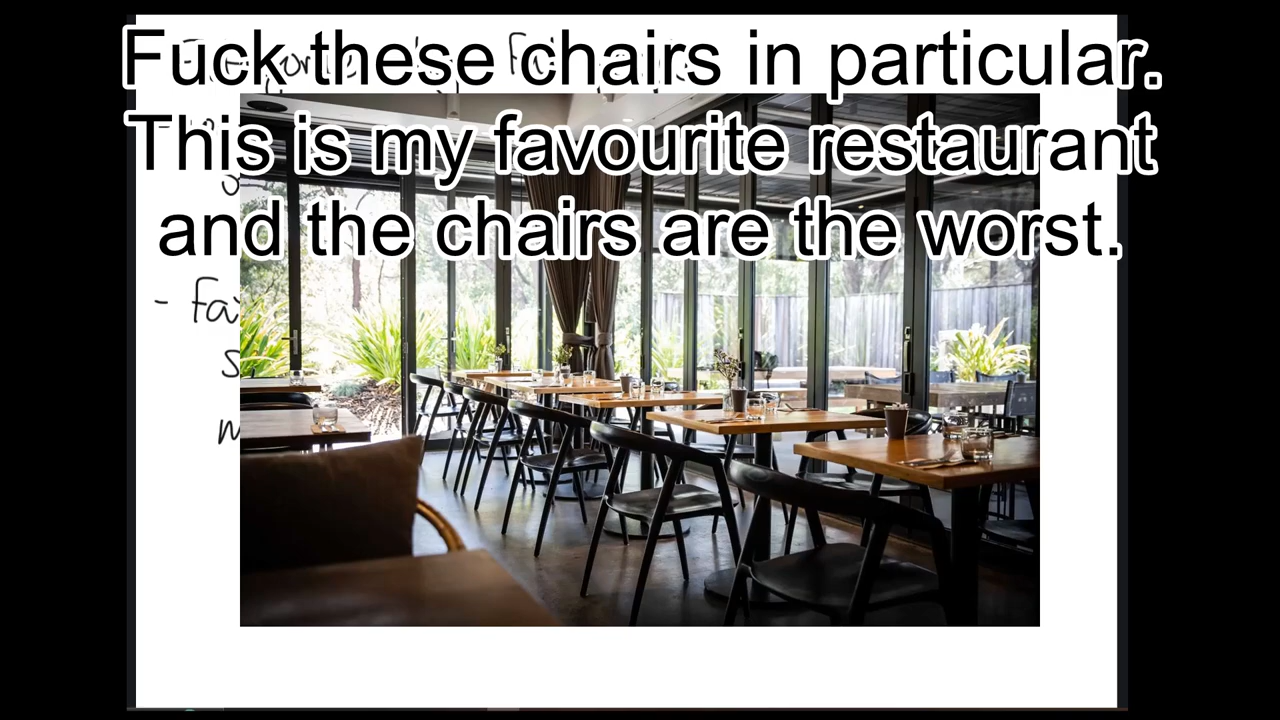 Fuck these chairs in particular.
This is my favourite restaurant
and the chairs are the worst.